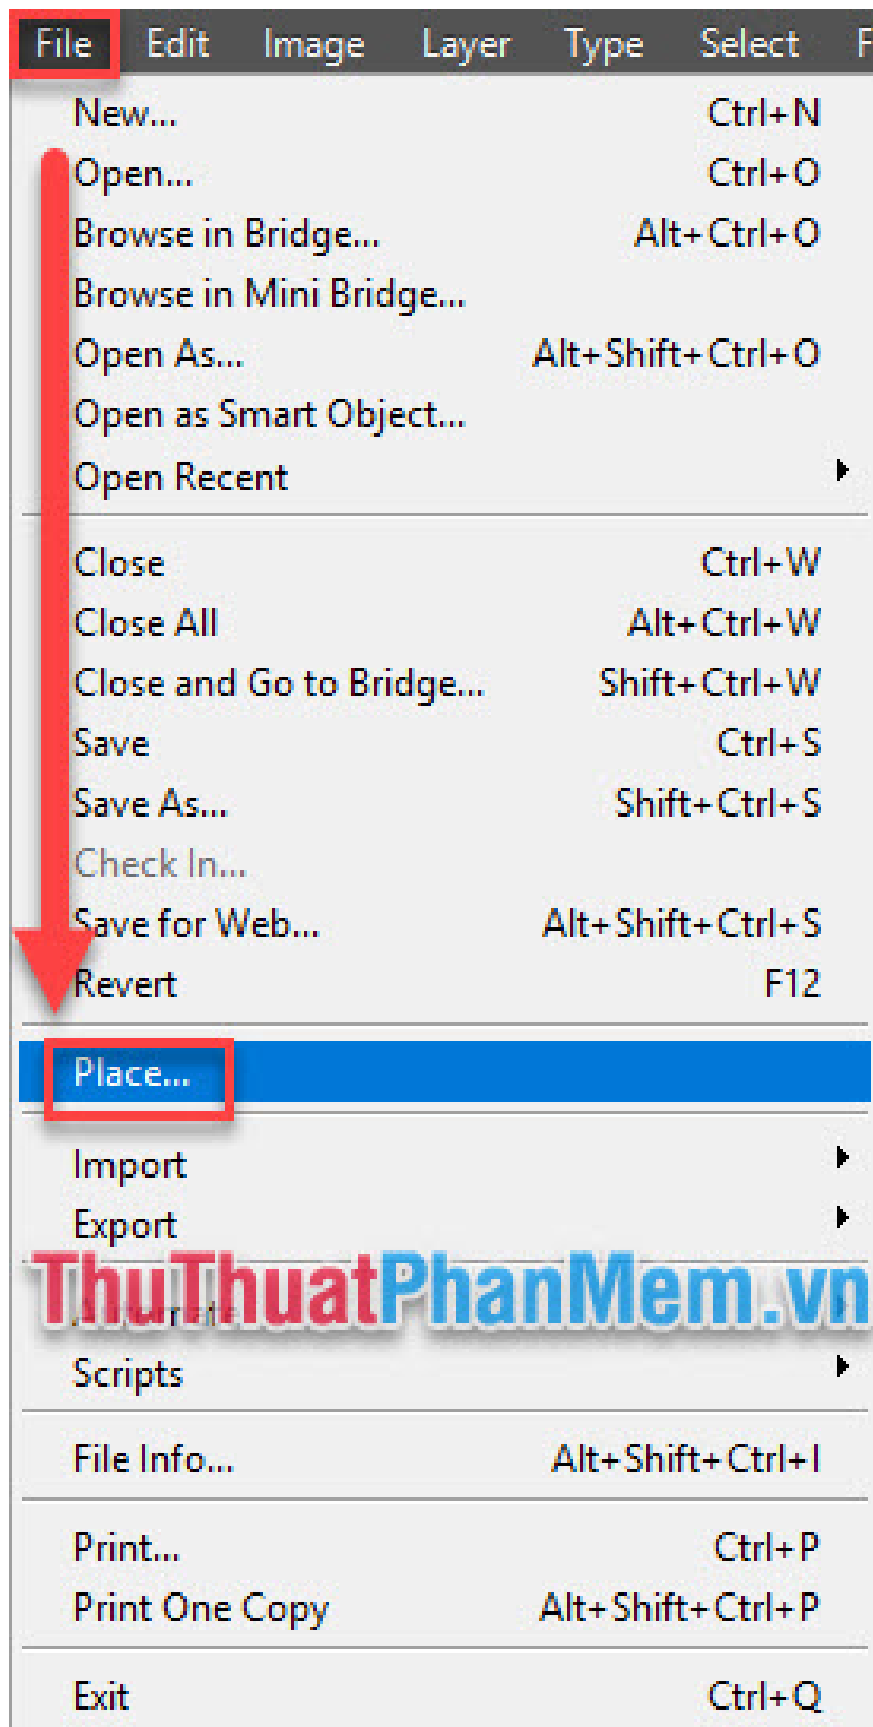 File Edit Image Layer Type Select
New... Ctrl+N
Open... Ctrl+O
Browse in Bridge... Alt+Ctrl+O
Browse in Mini Bridge...
Open As... Alt+Shift+Ctrl+O
Open as Smart Object...
Open Recent
Close Ctrl+W
Close All Alt+Ctrl+W
Close and Go to Bridge... Shift+Ctrl+W
Save Ctrl+S
Save As... Shift+Ctrl+S
Check In...
Save for Web... Alt+Shift+Ctrl+S
Revert F12
Place...
Import
Export
ThuThuatPhanMem.vn
Automate
Scripts
File Info... Alt+Shift+Ctrl+I
Print... Ctrl+P
Print One Copy Alt+Shift+Ctrl+P
Exit Ctrl+Q